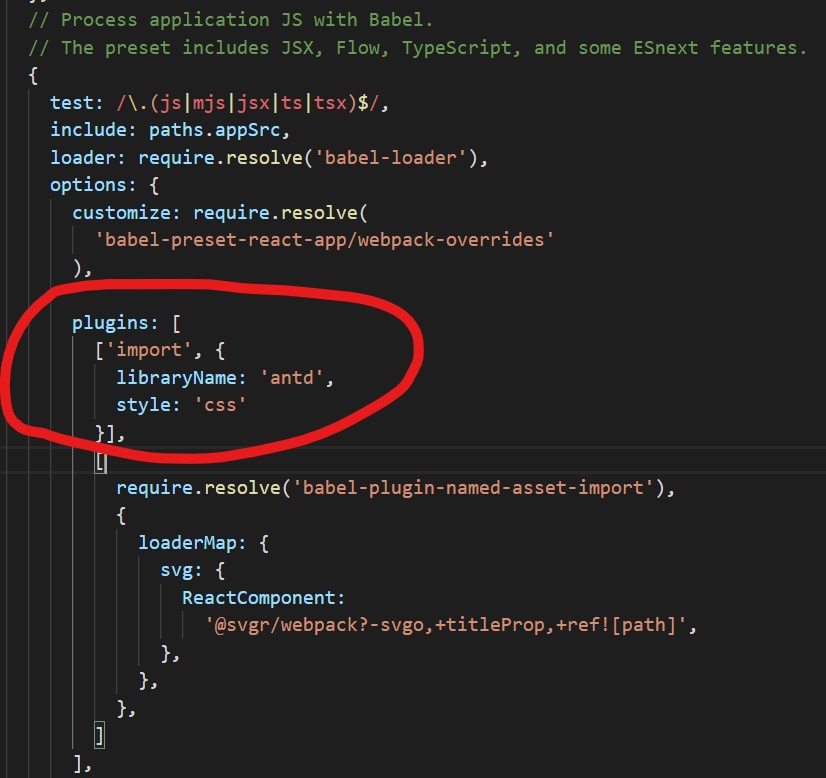 // Process application JS with Babel.
// The preset includes JSX, Flow, TypeScript, and some ESnext features.
{
test: /\.(js|mjs|jsx|ts|tsx)$/,
include: paths.appSrc,
loader: require.resolve('babel-loader'),
options: {
customize: require.resolve(
'babel-preset-react-app/webpack-overrides'
),
plugins: [
['import', {
libraryName: 'antd',
style: 'css'
}],
[
require.resolve('babel-plugin-named-asset-import'),
{
loaderMap: {
svg: {
ReactComponent:
'@svgr/webpack?-svgo,+titleProp,+ref![path]',
},
},
},
]
],